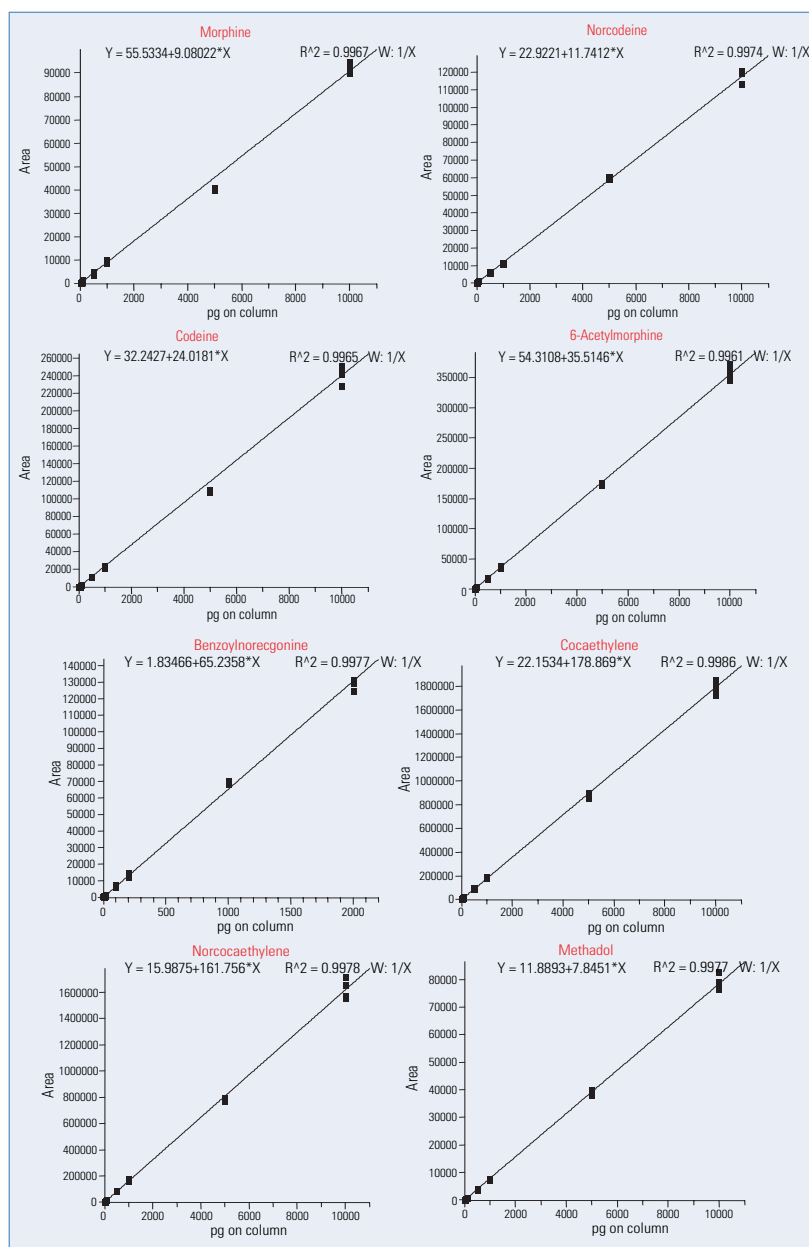 Morphine
Y = 55.5334+9.08022*X R^2 = 0.9967 W: 1/X
90000
80000
70000
60000
50000
40000
30000
20000
10000
0
Area
0 2000 4000 6000 8000 10000
pg on column
Norcodeine
Y = 22.9221+11.7412*X R^2 = 0.9974 W: 1/X
120000
110000
100000
90000
80000
70000
60000
50000
40000
30000
20000
10000
0
Area
0 2000 4000 6000 8000 10000
pg on column
Codeine
Y = 32.2427+24.0181*X R^2 = 0.9965 W: 1/X
260000
240000
220000
200000
180000
160000
140000
120000
100000
80000
60000
40000
20000
0
Area
0 2000 4000 6000 8000 10000
pg on column
6-Acetylmorphine
Y = 54.3108+35.5146*X R^2 = 0.9961 W: 1/X
350000
300000
250000
200000
150000
100000
50000
0
Area
0 2000 4000 6000 8000 10000
pg on column
Benzoylnorecgonine
Y = 1.83466+65.2358*X R^2 = 0.9977 W: 1/X
140000
130000
120000
110000
100000
90000
80000
70000
60000
50000
40000
30000
20000
10000
0
Area
0 500 1000 1500 2000
pg on column
Cocaethylene
Y = 22.1534+178.869*X R^2 = 0.9986 W: 1/X
1800000
1600000
1400000
1200000
1000000
800000
600000
400000
200000
0
Area
0 2000 4000 6000 8000 10000
pg on column
Norcocaethylene
Y = 15.9875+161.756*X R^2 = 0.9978 W: 1/X
1600000
1400000
1200000
1000000
800000
600000
400000
200000
0
Area
0 2000 4000 6000 8000 10000
pg on column
Methadol
Y = 11.8893+7.8451*X R^2 = 0.9977 W: 1/X
80000
70000
60000
50000
40000
30000
20000
10000
0
Area
0 2000 4000 6000 8000 10000
pg on column